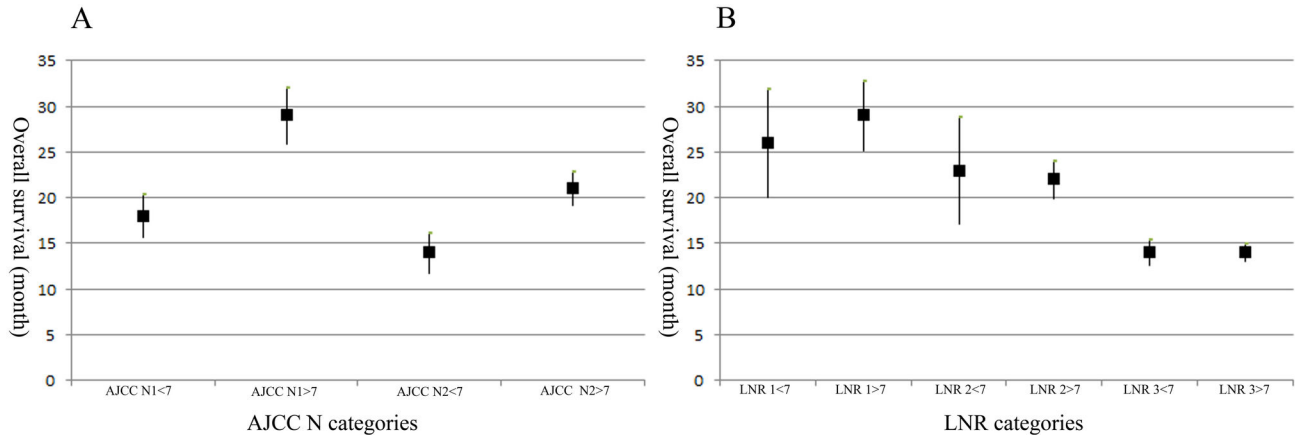 A
35
30
25
20
15
10
5
0
Overall survival (month)
AJCC N1<7 AJCC N1>7 AJCC N2<7 AJCC N2>7
AJCC N categories
B
35
30
25
20
15
10
5
0
Overall survival (month)
LNR 1<7 LNR 1>7 LNR 2<7 LNR 2>7 LNR 3<7 LNR 3>7
LNR categories